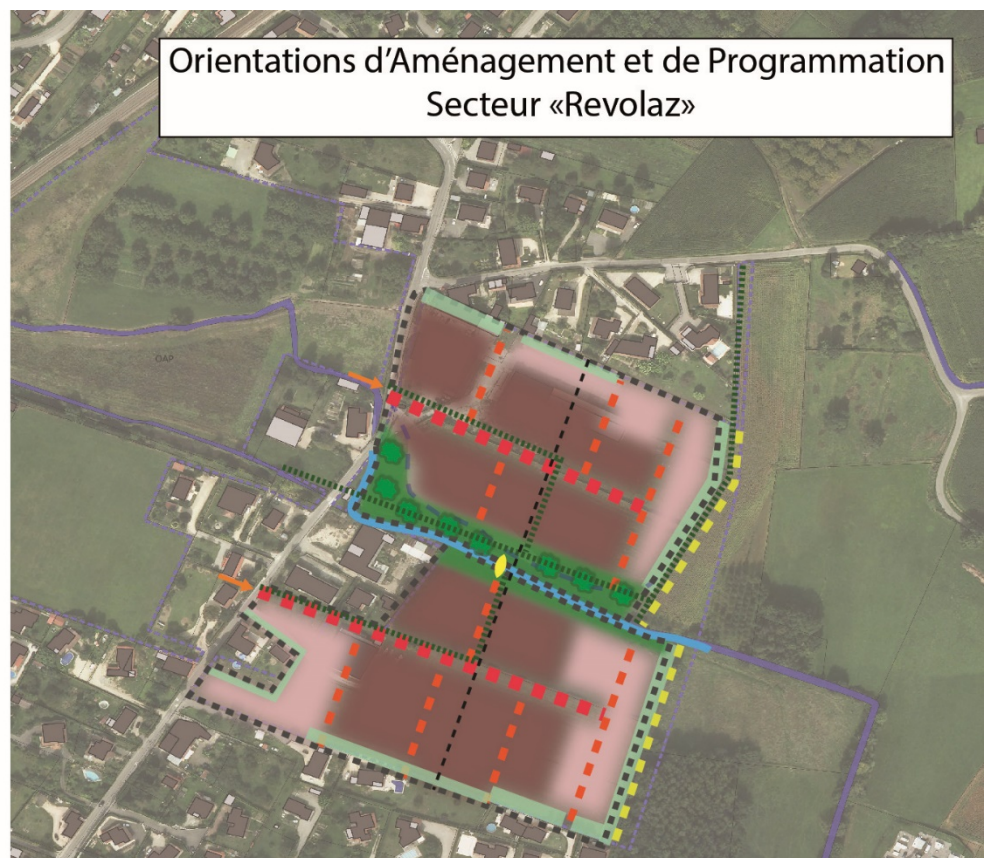 Orientations d'Aménagement et de Programmation
Secteur «Revolaz»
OAP